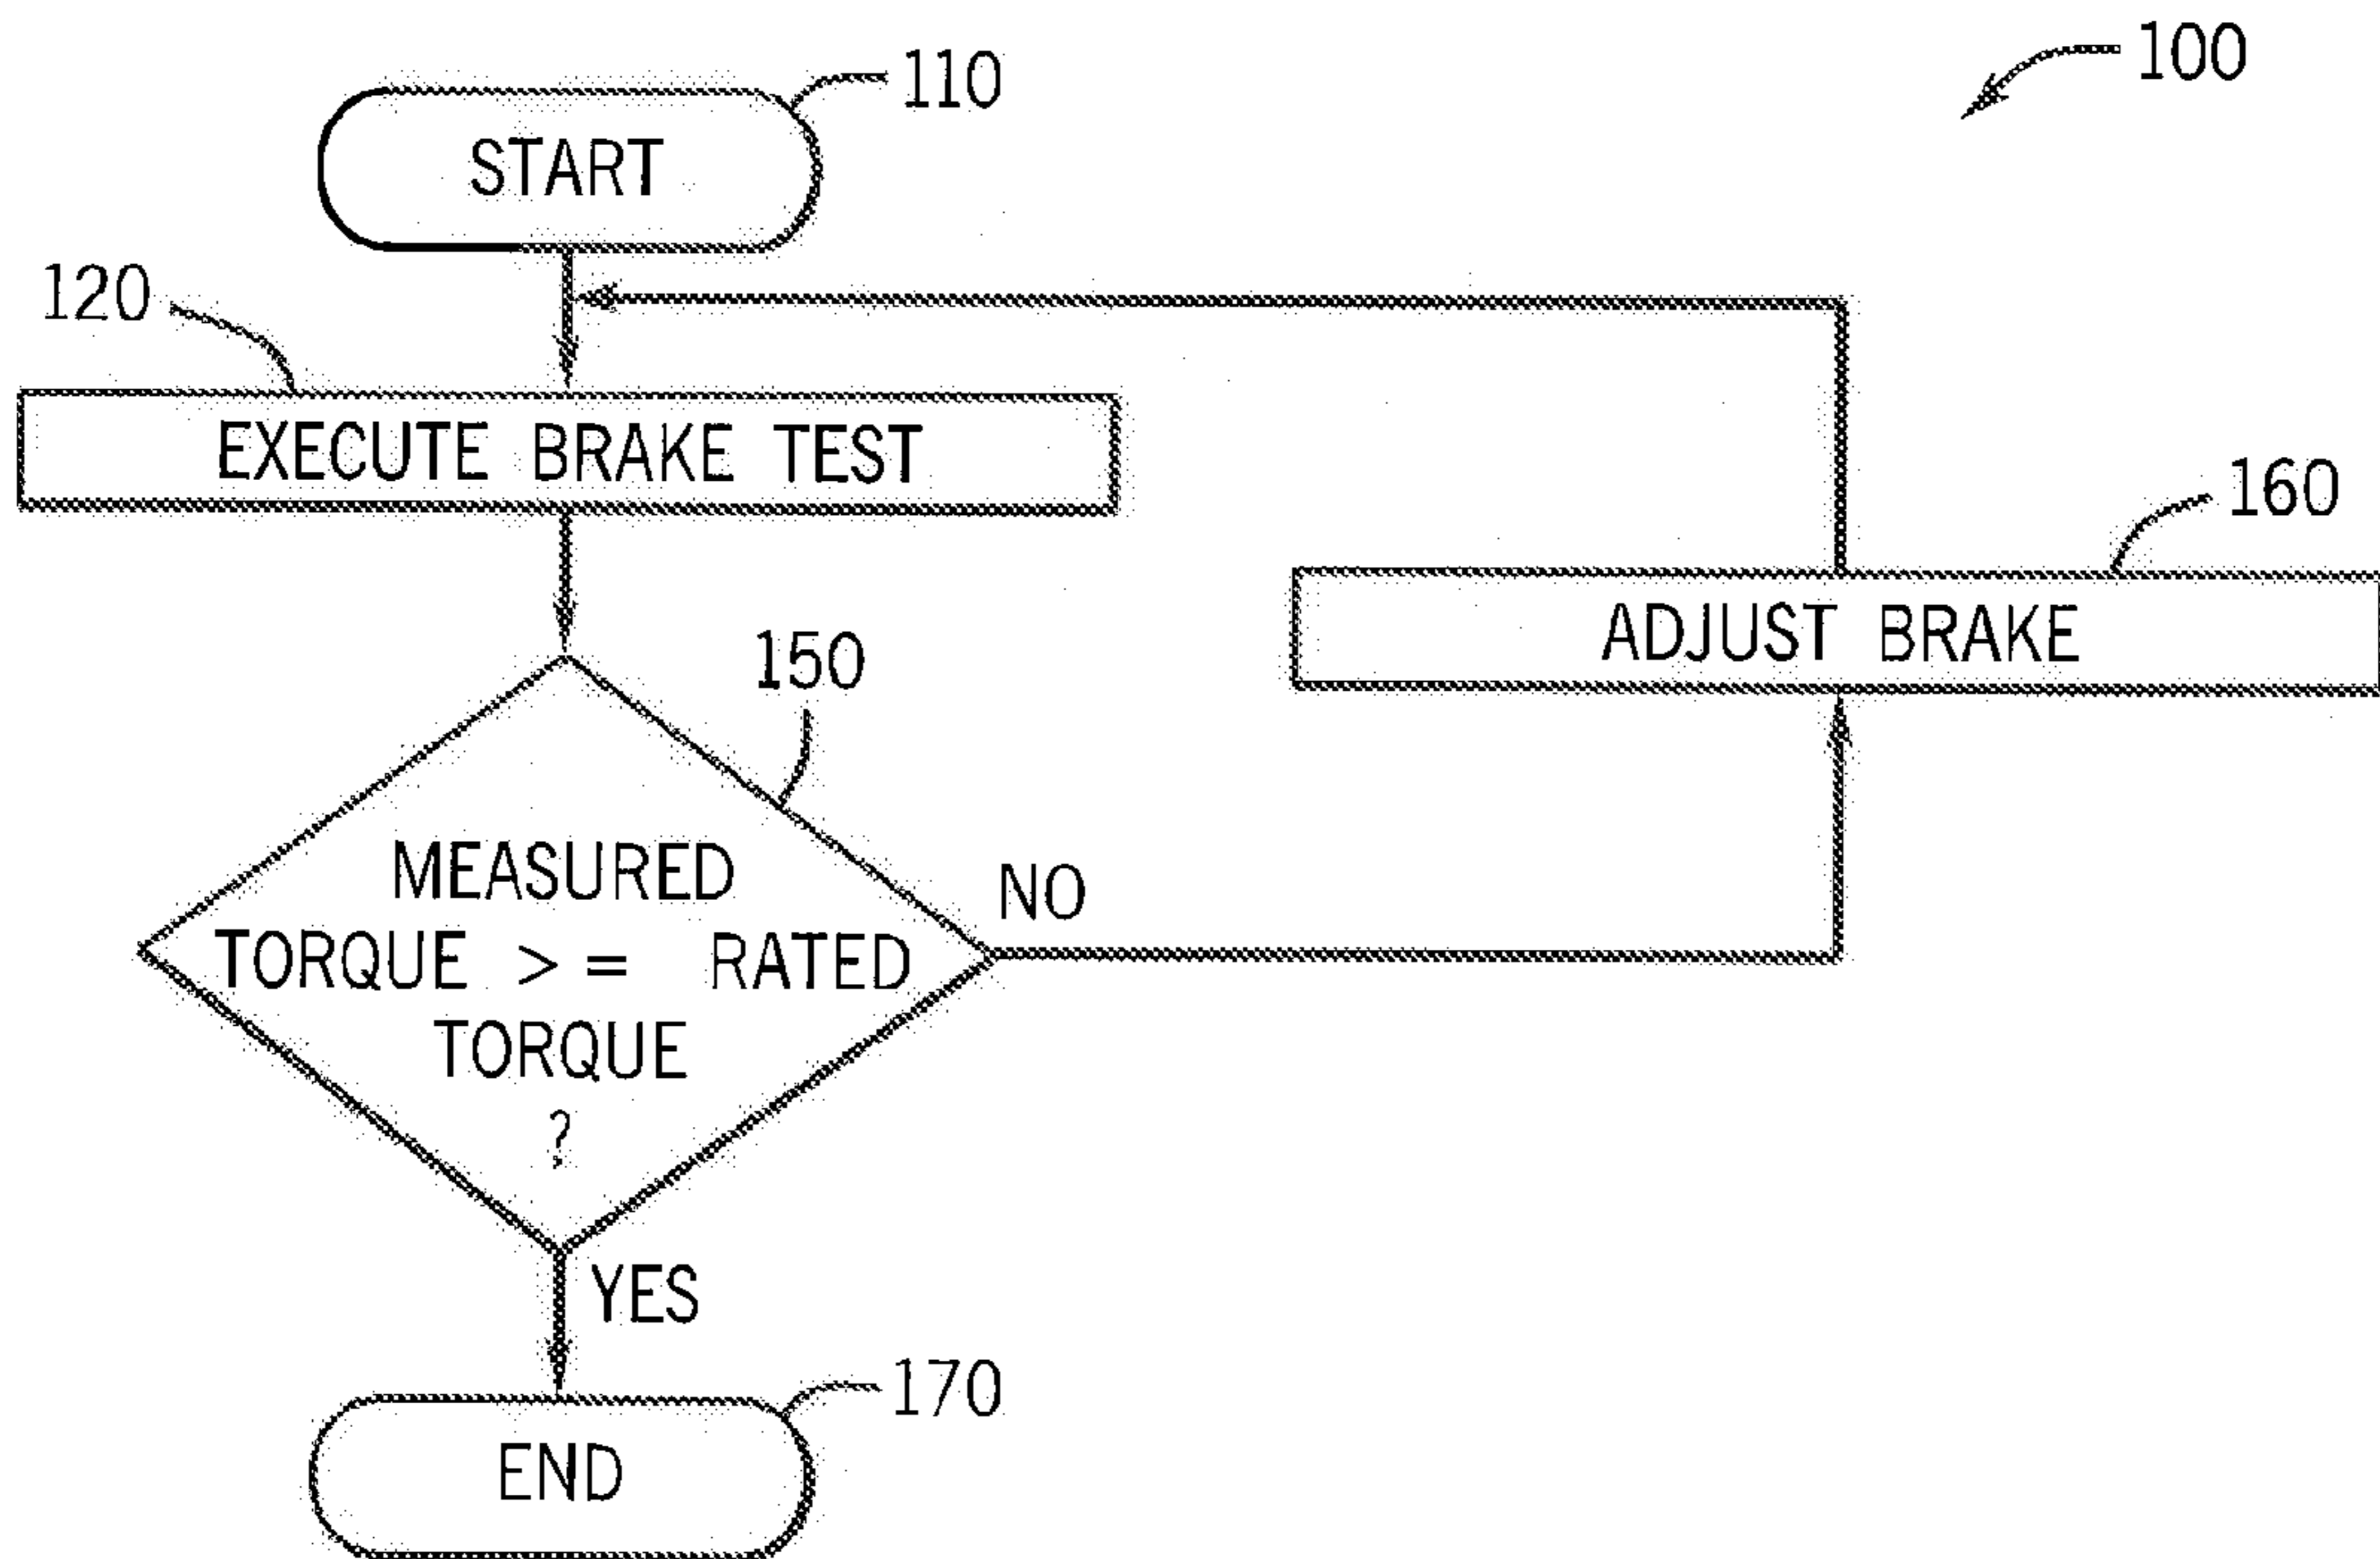 100
110
START
120
EXECUTE BRAKE TEST
160
ADJUST BRAKE
150
MEASURED
TORQUE >= RATED
TORQUE
?
NO
YES
170
END